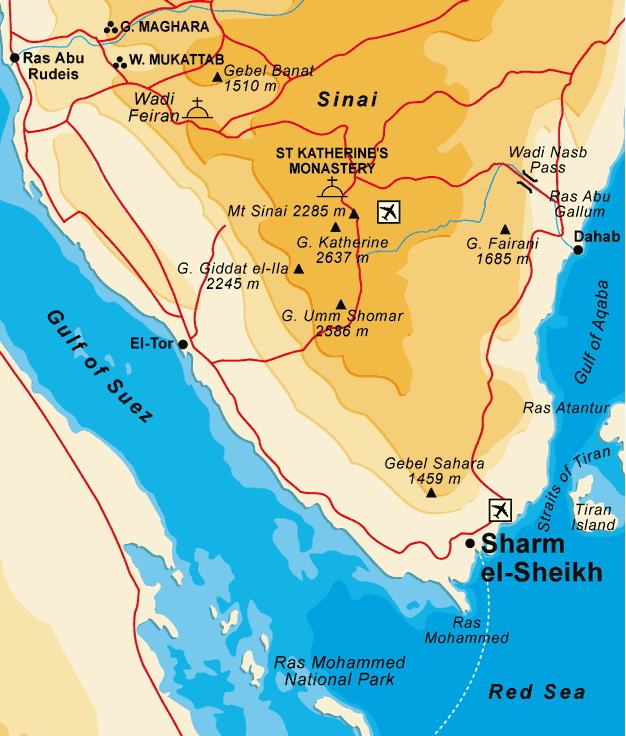 G. MAGHARA
Ras Abu
Rudeis
W. MUKATTAB
Gebel Banat
1510 m
Wadi
Feiran
Sinai
ST KATHERINE'S
MONASTERY
Wadi Nasb
Pass
Mt Sinai 2285 m
Ras Abu
Gallum
G. Katherine
2637 m
G. Fairani
1685 m
Dahab
G. Giddat el-Ila
2245 m
G. Umm Shomar
2586 m
Gulf of Aqaba
El-Tor
Gulf of Suez
Ras Atantur
Gebel Sahara
1459 m
Straits of Tiran
Tiran
Island
Sharm
el-Sheikh
Ras
Mohammed
Ras Mohammed
National Park
Red Sea